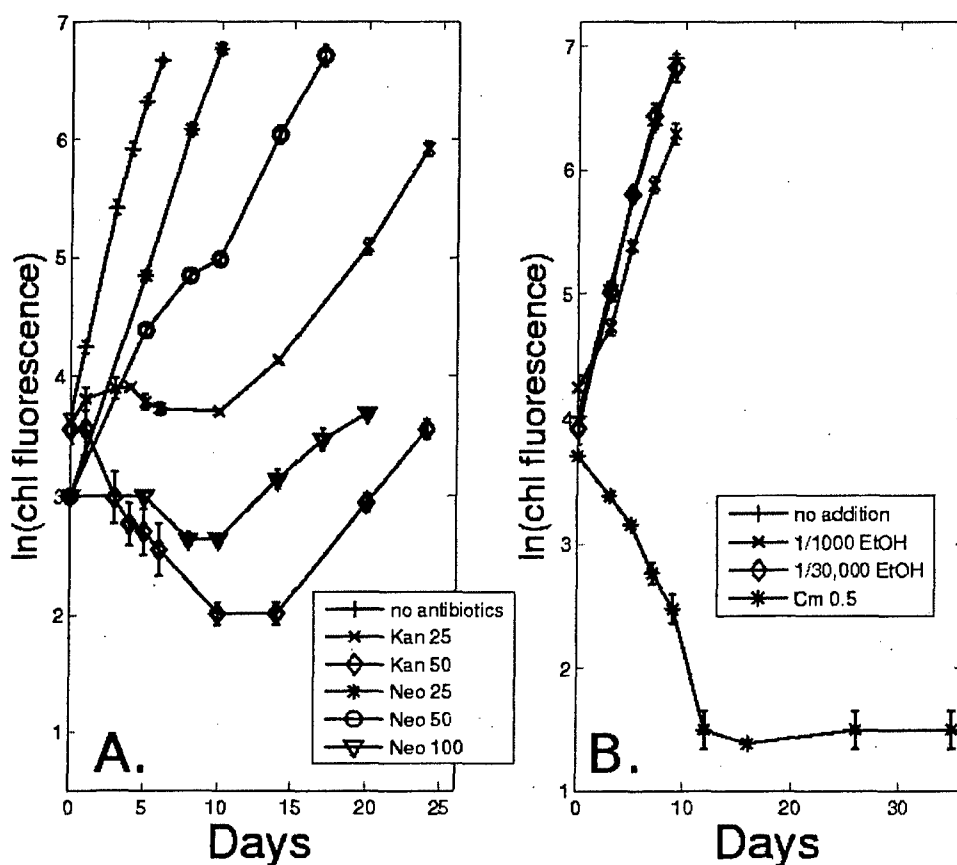 7
6
5
4
3
2
1
0
5
10
15
20
25
ln(chl fluorescence)
Days
A.
no antibiotics
Kan 25
Kan 50
Neo 25
Neo 50
Neo 100
7
6
5
4
3
2
1
0
10
20
30
ln(chl fluorescence)
Days
B.
no addition
1/1000 EtOH
1/30,000 EtOH
Cm 0.5